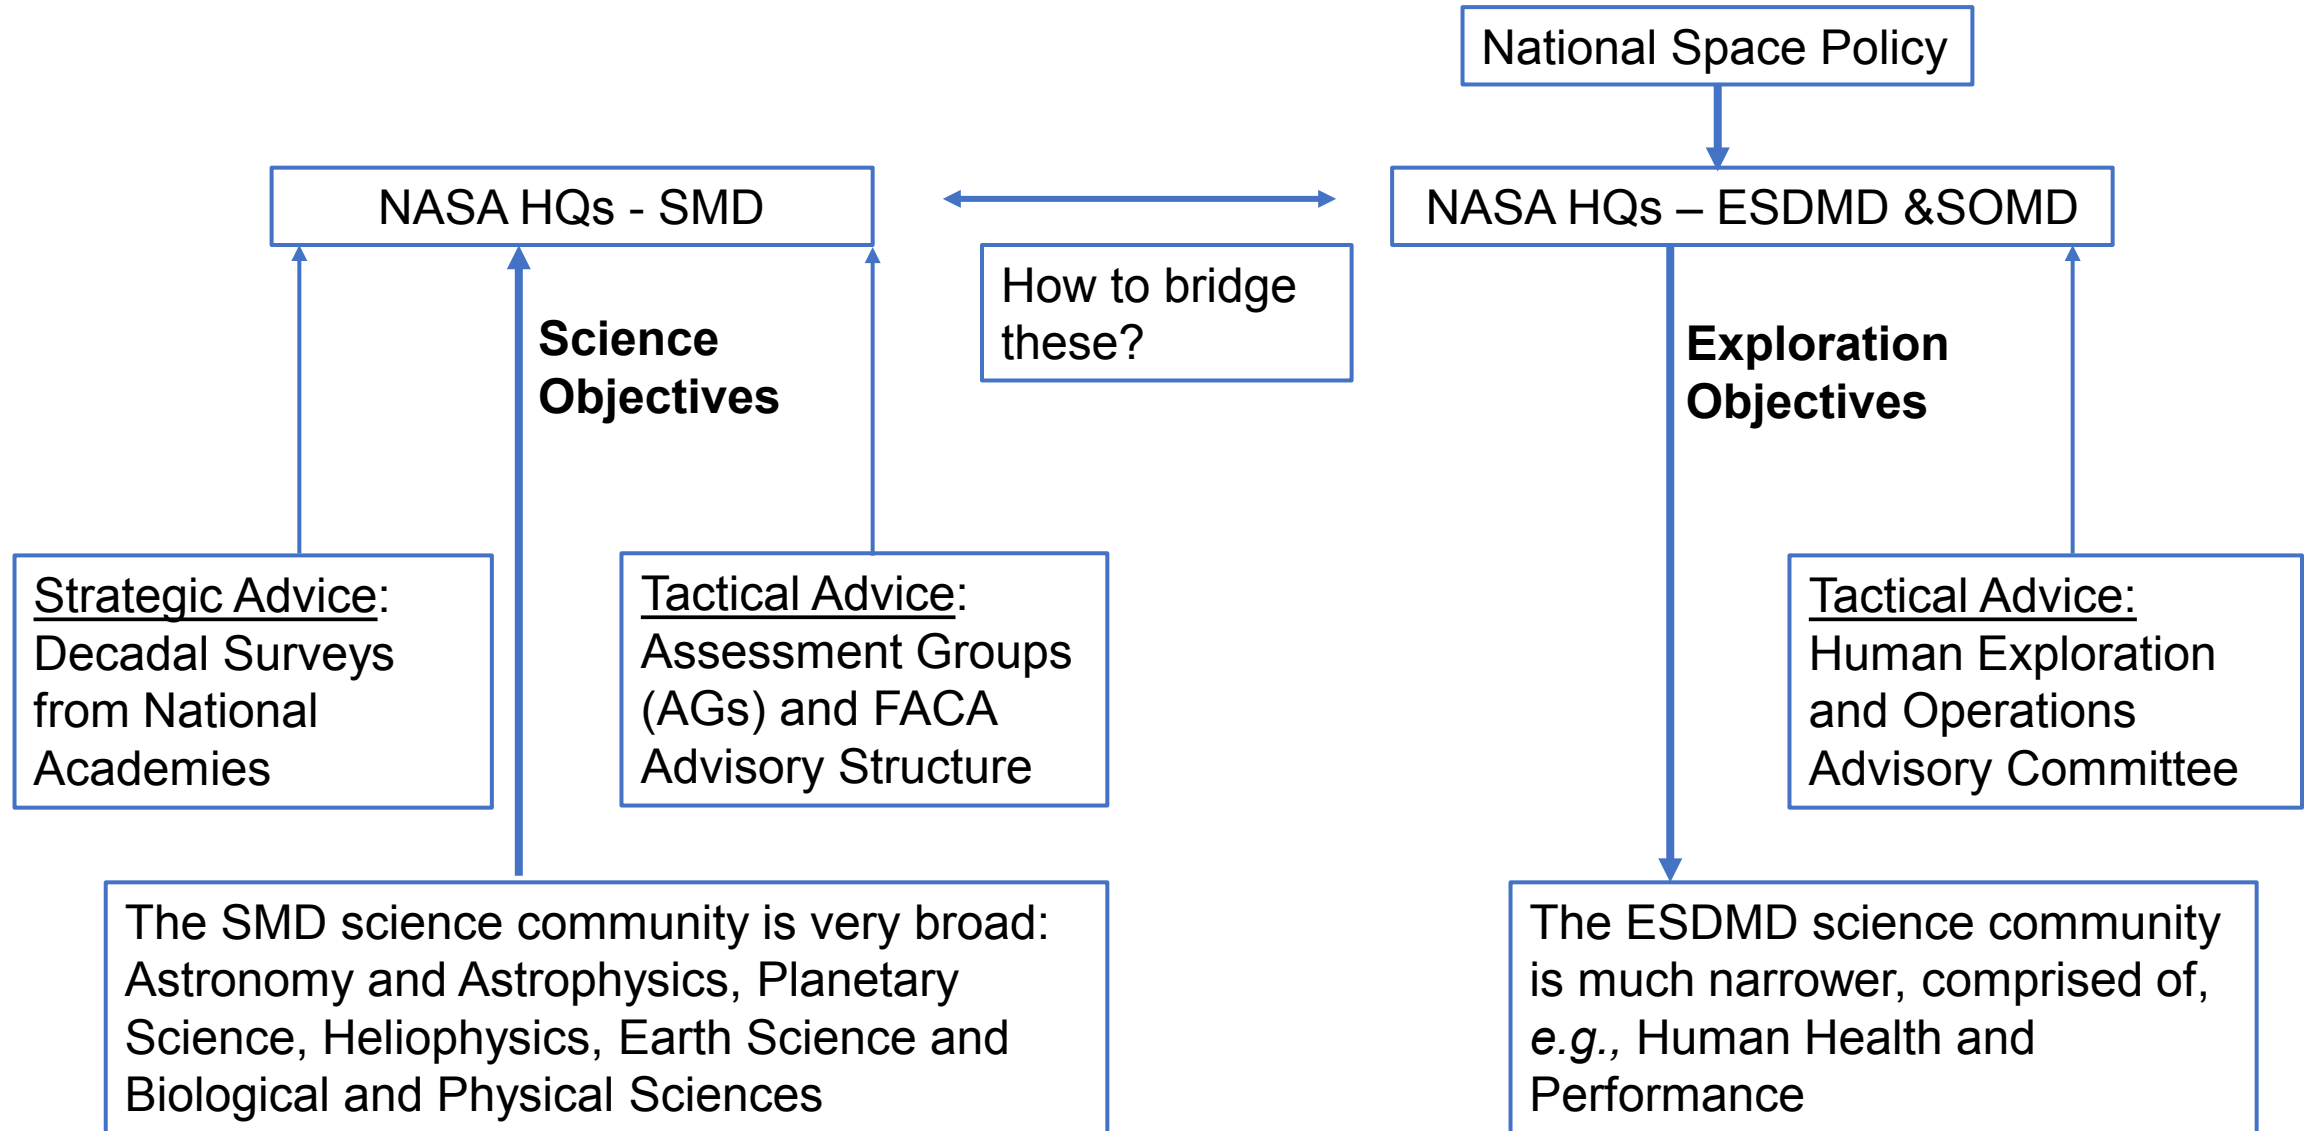 National Space Policy
NASA HQs - SMD
NASA HQs – ESDMD &SOMD
How to bridge
these?
Science
Objectives
Exploration
Objectives
Strategic Advice:
Decadal Surveys
from National
Academies
Tactical Advice:
Assessment Groups
(AGs) and FACA
Advisory Structure
Tactical Advice:
Human Exploration
and Operations
Advisory Committee
The SMD science community is very broad:
Astronomy and Astrophysics, Planetary
Science, Heliophysics, Earth Science and
Biological and Physical Sciences
The ESDMD science community
is much narrower, comprised of,
e.g., Human Health and
Performance